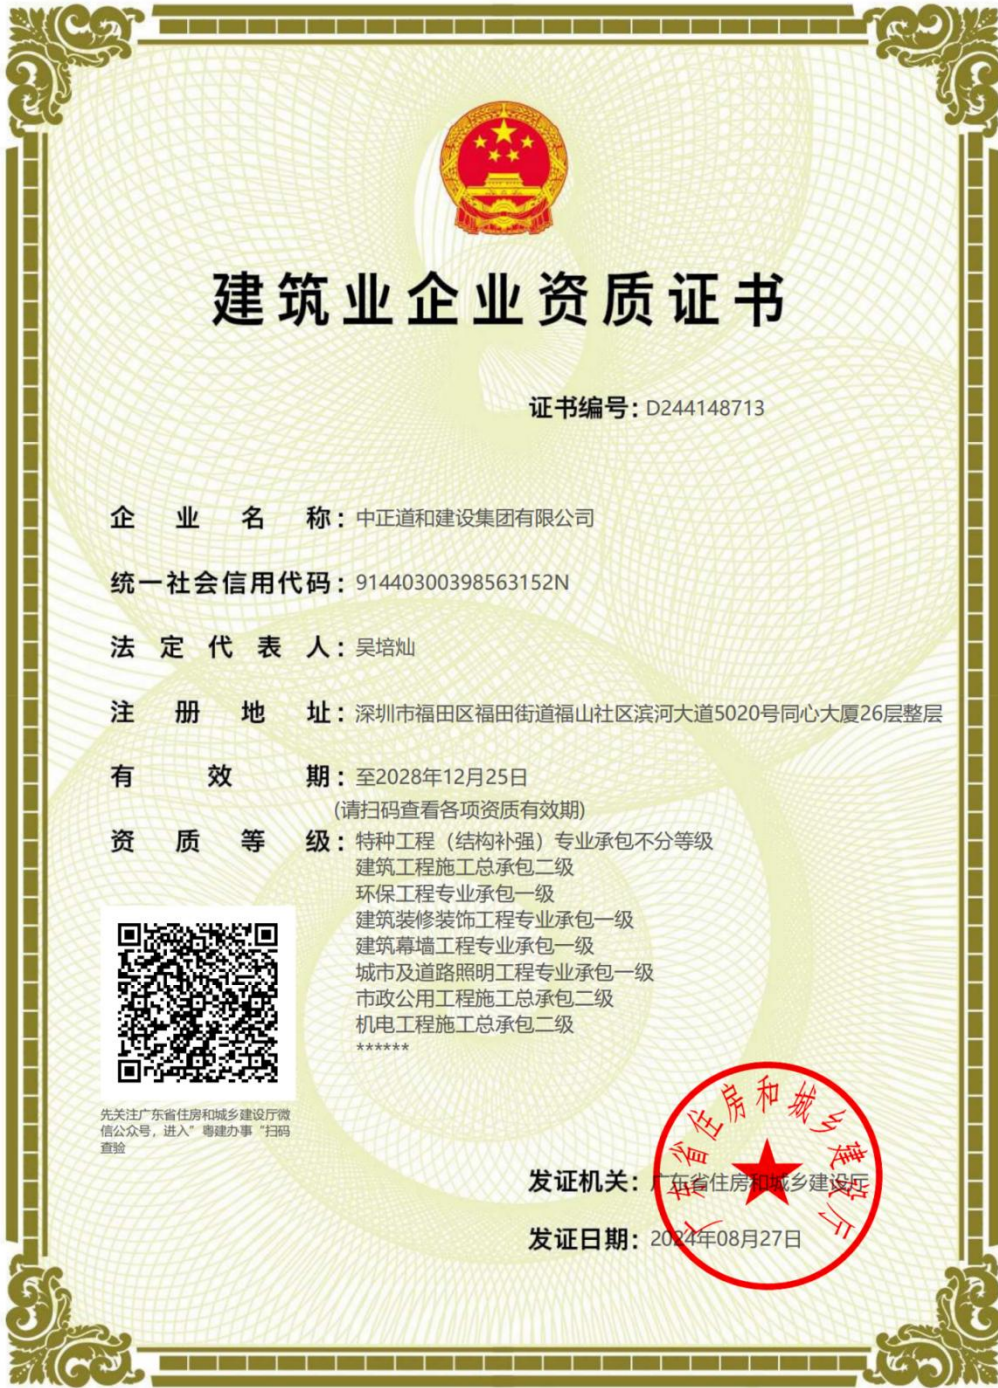 建筑业企业资质证书
证书编号：D244148713
企业名称：中正道和建设集团有限公司
统一社会信用代码：91440300398563152N
法定代表人：吴培灿
注册地址：深圳市福田区福田街道福山社区滨河大道5020号同心大厦26层整层
有效期：至2028年12月25日
(请扫码查看各项资质有效期)
资质等级：特种工程（结构补强）专业承包不分等级
建筑工程施工总承包二级
环保工程专业承包一级
建筑装修装饰工程专业承包一级
建筑幕墙工程专业承包一级
城市及道路照明工程专业承包一级
市政公用工程施工总承包二级
机电工程施工总承包二级
******
先关注广东省住房和城乡建设厅微
信公众号，进入”粤建办事“扫码
查验
广东省住房和城乡建设厅
发证机关：广东省住房和城乡建设厅
发证日期：2024年08月27日